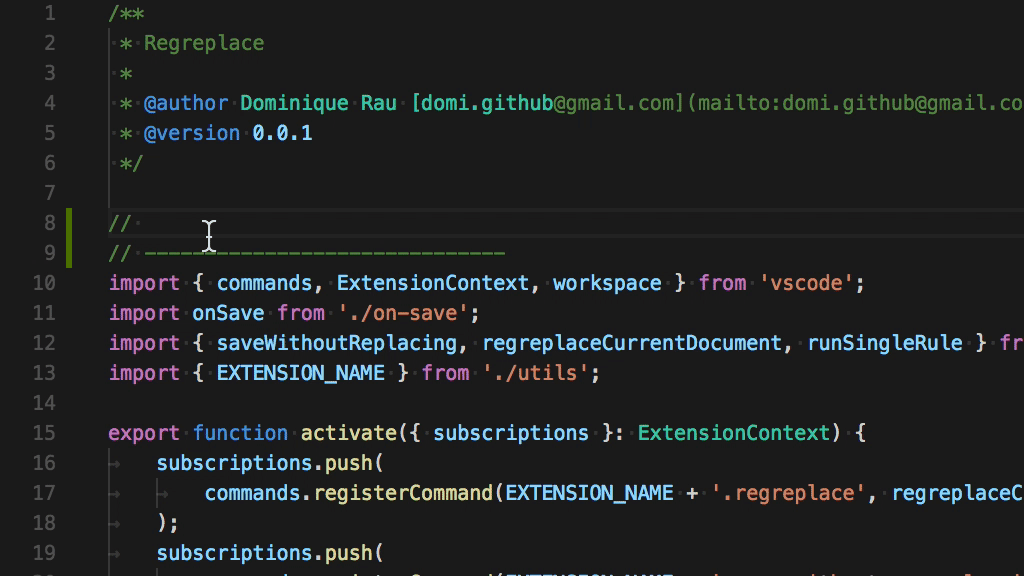 1 /**
2 * Regreplace
3 *
4 * @author Dominique Rau [domi.github@gmail.com](mailto:domi.github@gmail.co
5 * @version 0.0.1
6 */
7
8 //
9 // ------------------------------
10 import { commands, ExtensionContext, workspace } from 'vscode';
11 import onSave from './on-save';
12 import { saveWithoutReplacing, regreplaceCurrentDocument, runSingleRule } fr
13 import { EXTENSION_NAME } from './utils';
14
15 export function activate({ subscriptions }: ExtensionContext) {
16 subscriptions.push(
17 commands.registerCommand(EXTENSION_NAME + '.regreplace', regreplaceC
18 );
19 subscriptions.push(